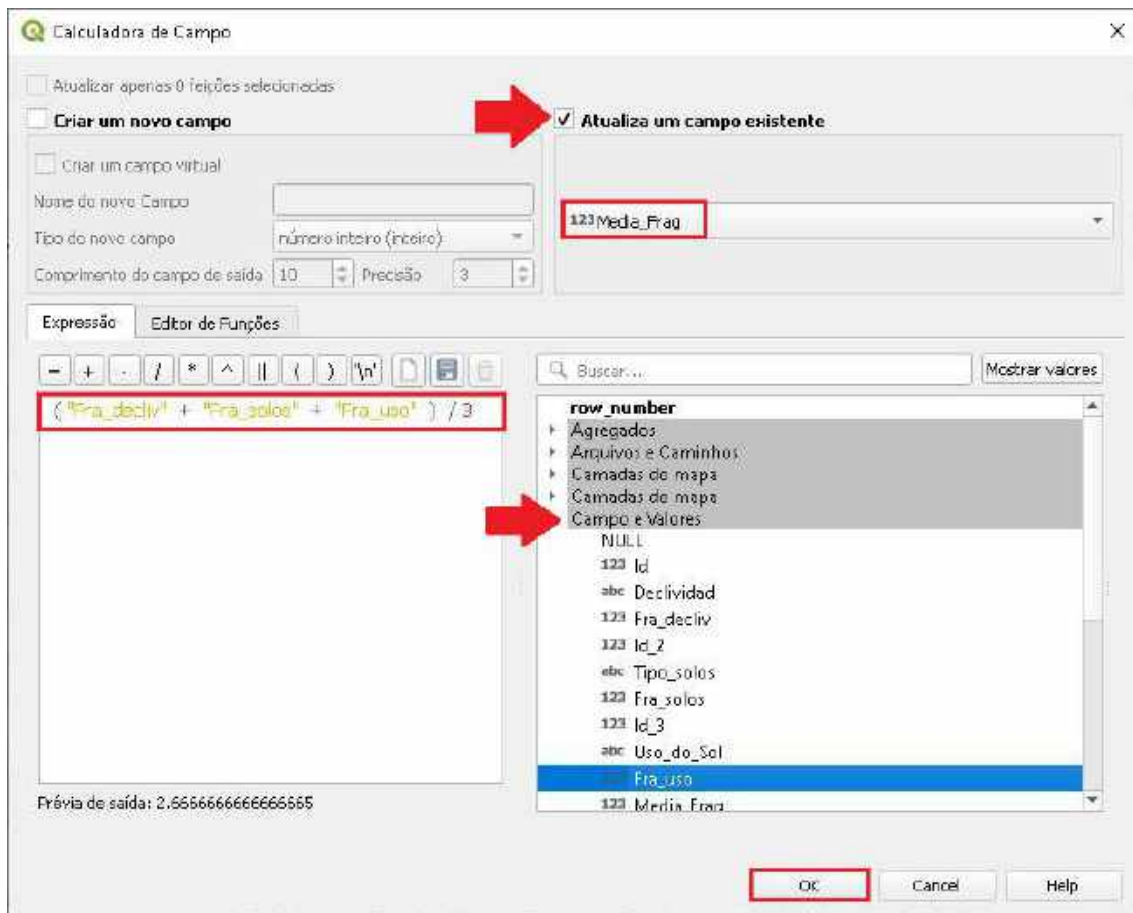 Calculadora de Campo
Atualizar apenas 0 feições selecionadas
Criar um novo campo
Atualiza um campo existente
Criar um campo virtual
Nome do novo Campo
123 Media_Frag
Tipo do novo campo número inteiro (inteiro)
Comprimento do campo de saída 10 Precisão 3
Expressão Editor de Funções
= + - / * ^ || ( ) '\n'
Buscar... Mostrar valores
( "Fra_decliv" + "Fra_solos" + "Fra_uso" ) / 3
row_number
Agregados
Arquivos e Caminhos
Camadas do mapa
Camadas do mapa
Campo e Valores
NULL
123 Id
abc Declividad
123 Fra_decliv
123 Id_2
abc Tipo_solos
123 Fra_solos
123 Id_3
abc Uso_do_Sol
Fra_uso
123 Media_Frag
Prévia de saída: 2.6666666666666665
OK Cancel Help